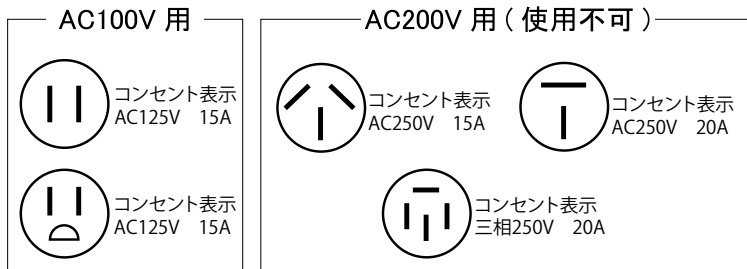 AC100V 用
コンセント表示
AC125V 15A
コンセント表示
AC125V 15A
AC200V 用 ( 使用不可 )
コンセント表示
AC250V 15A
コンセント表示
AC250V 20A
コンセント表示
三相250V 20A